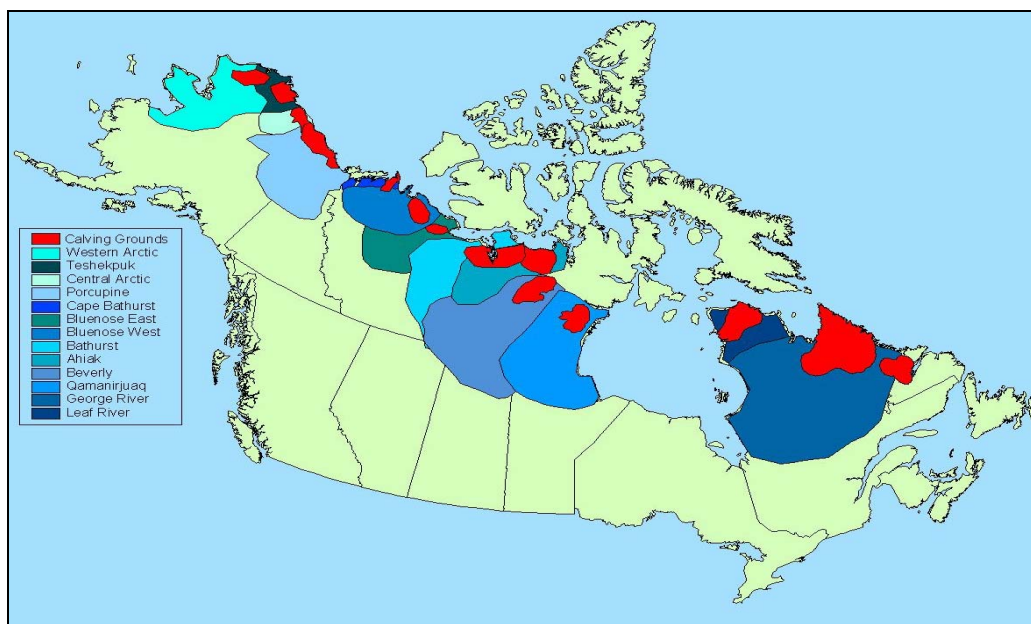 Calving Grounds
Western Arctic
Teshekpuk
Central Arctic
Porcupine
Cape Bathurst
Bluenose East
Bluenose West
Bathurst
Ahiak
Beverly
Qamanirjuaq
George River
Leaf River